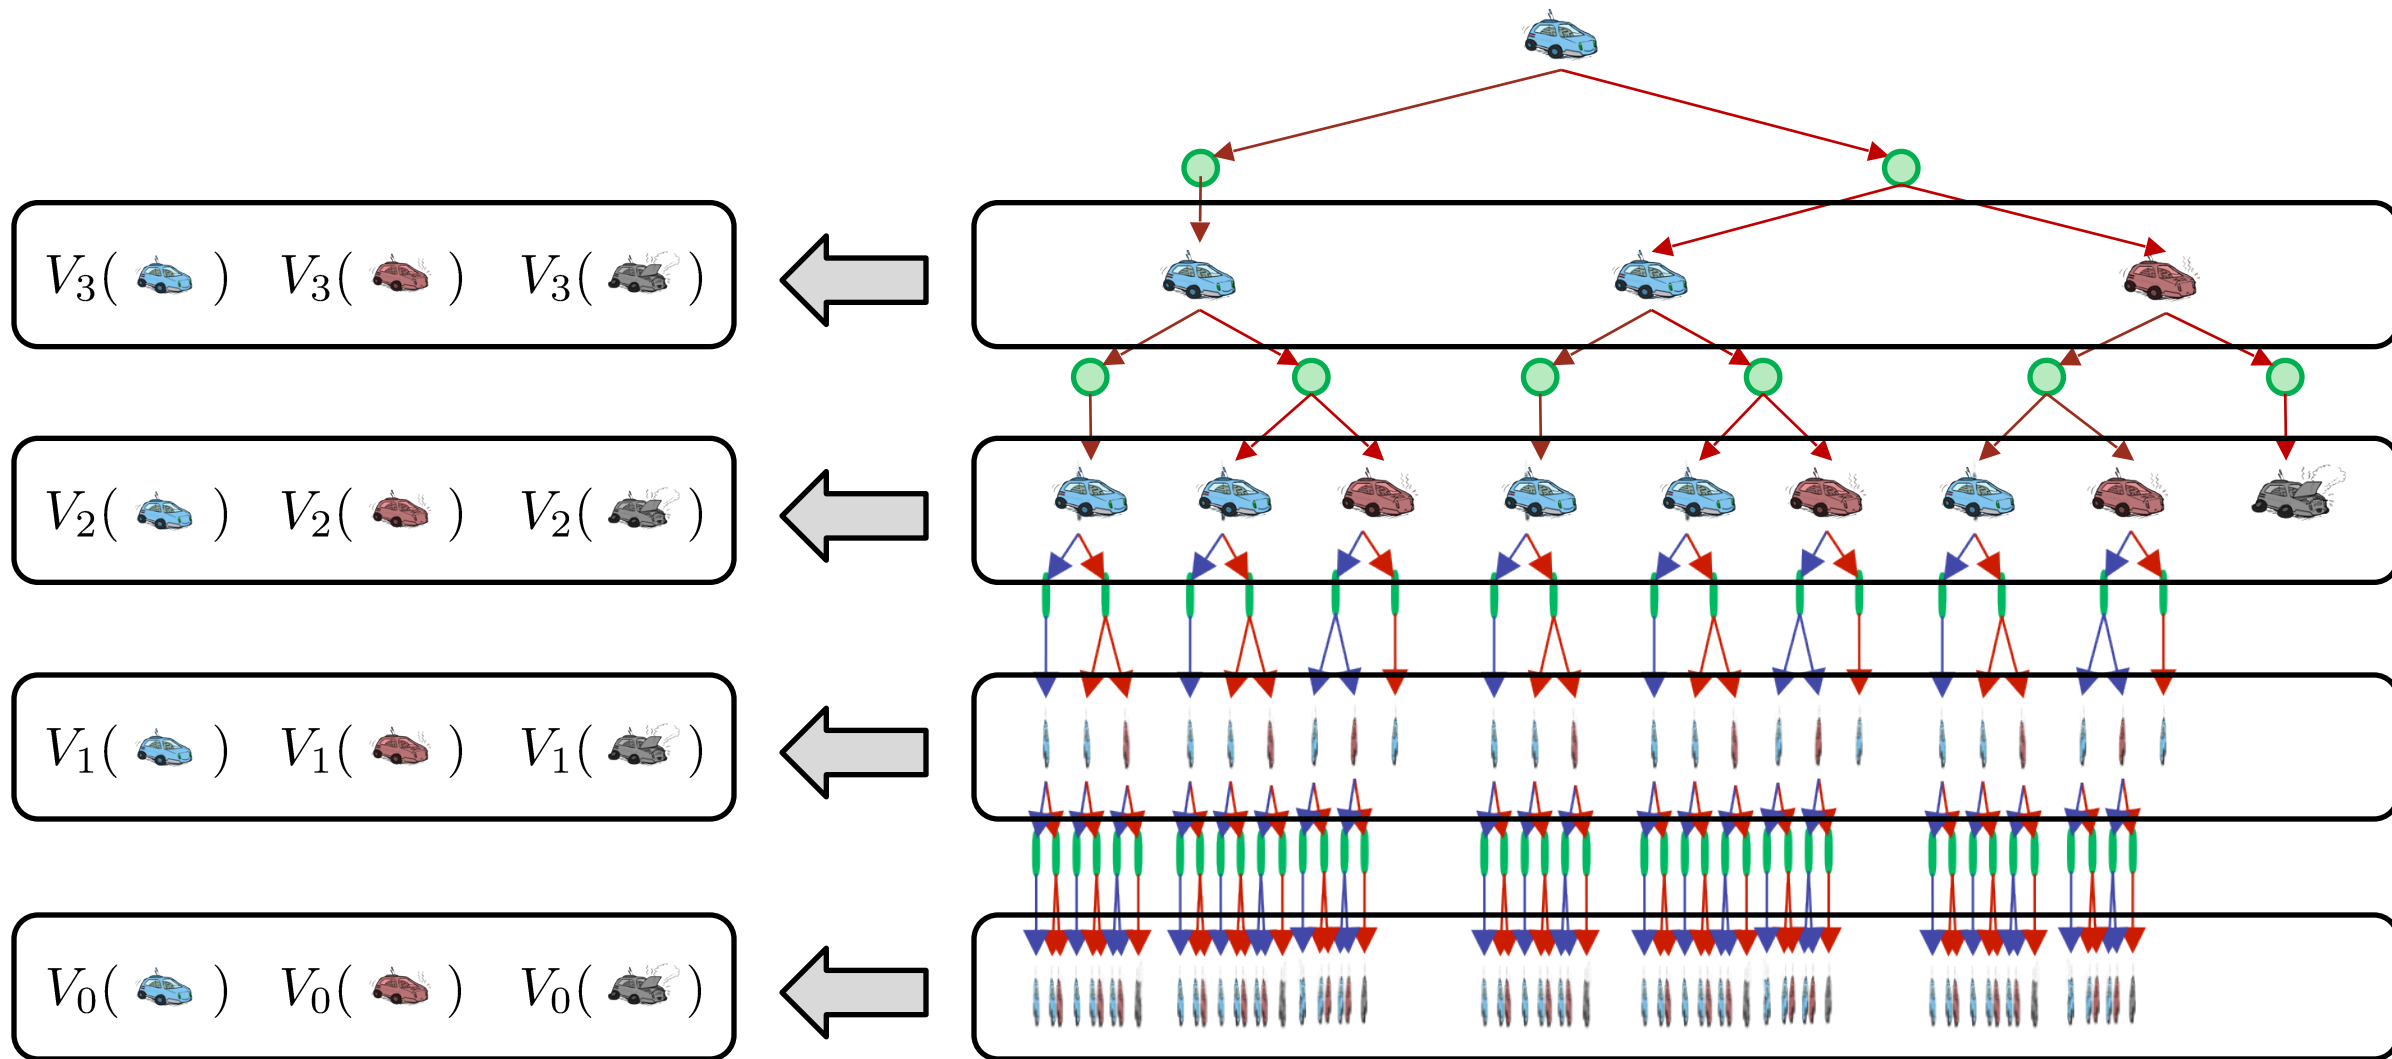 V₃( ) V₃( ) V₃( )
V₂( ) V₂( ) V₂( )
V₁( ) V₁( ) V₁( )
V₀( ) V₀( ) V₀( )